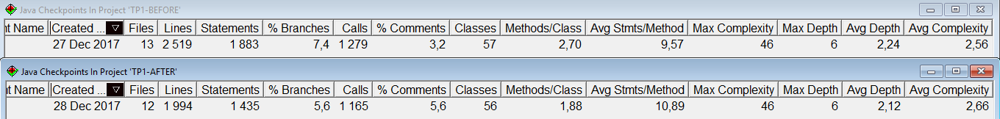 Java Checkpoints In Project 'TP1-BEFORE'
nt Name Created ... Files Lines Statements % Branches Calls % Comments Classes Methods/Class Avg Stmts/Method Max Complexity Max Depth Avg Depth Avg Complexity
27 Dec 2017 13 2 519 1 883 7,4 1 279 3,2 57 2,70 9,57 46 6 2,24 2,56
Java Checkpoints In Project 'TP1-AFTER'
nt Name Created ... Files Lines Statements % Branches Calls % Comments Classes Methods/Class Avg Stmts/Method Max Complexity Max Depth Avg Depth Avg Complexity
28 Dec 2017 12 1 994 1 435 5,6 1 165 5,6 56 1,88 10,89 46 6 2,12 2,66